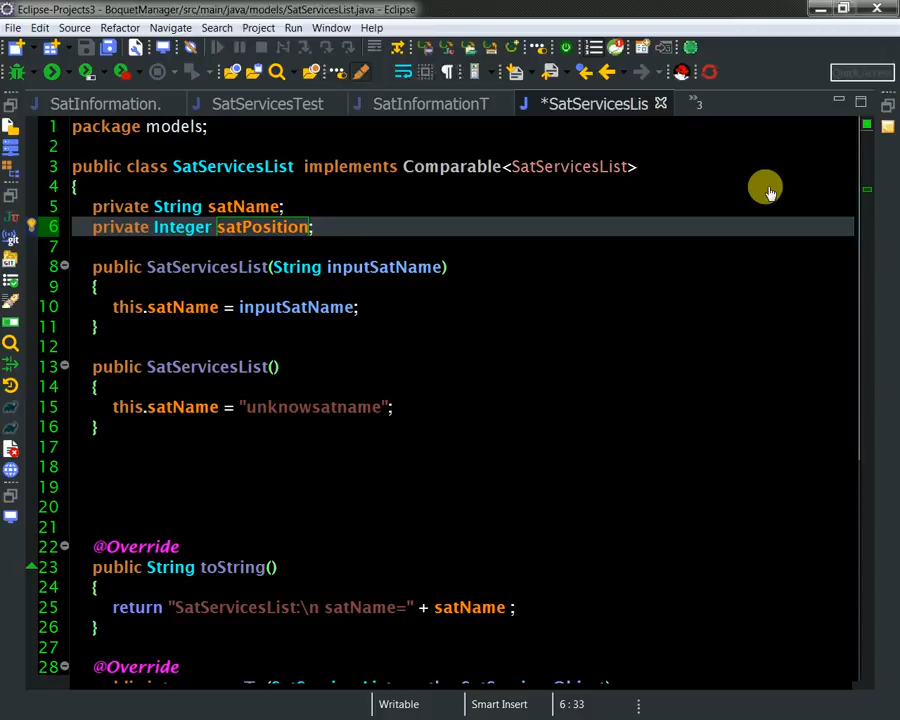 Eclipse-Projects3 - BoquetManager/src/main/java/models/SatServicesList.java - Eclipse
File Edit Source Refactor Navigate Search Project Run Window Help
Quick Access
SatInformation. SatServicesTest SatInformationT *SatServicesLis 3
1 package models;
2
3 public class SatServicesList implements Comparable<SatServicesList>
4 {
5 private String satName;
6 private Integer satPosition;
7
8 public SatServicesList(String inputSatName)
9 {
10 this.satName = inputSatName;
11 }
12
13 public SatServicesList()
14 {
15 this.satName = "unknowsatname";
16 }
17
18
19
20
21
22 @Override
23 public String toString()
24 {
25 return "SatServicesList:\n satName=" + satName ;
26 }
27
28 @Override
Writable Smart Insert 6 : 33